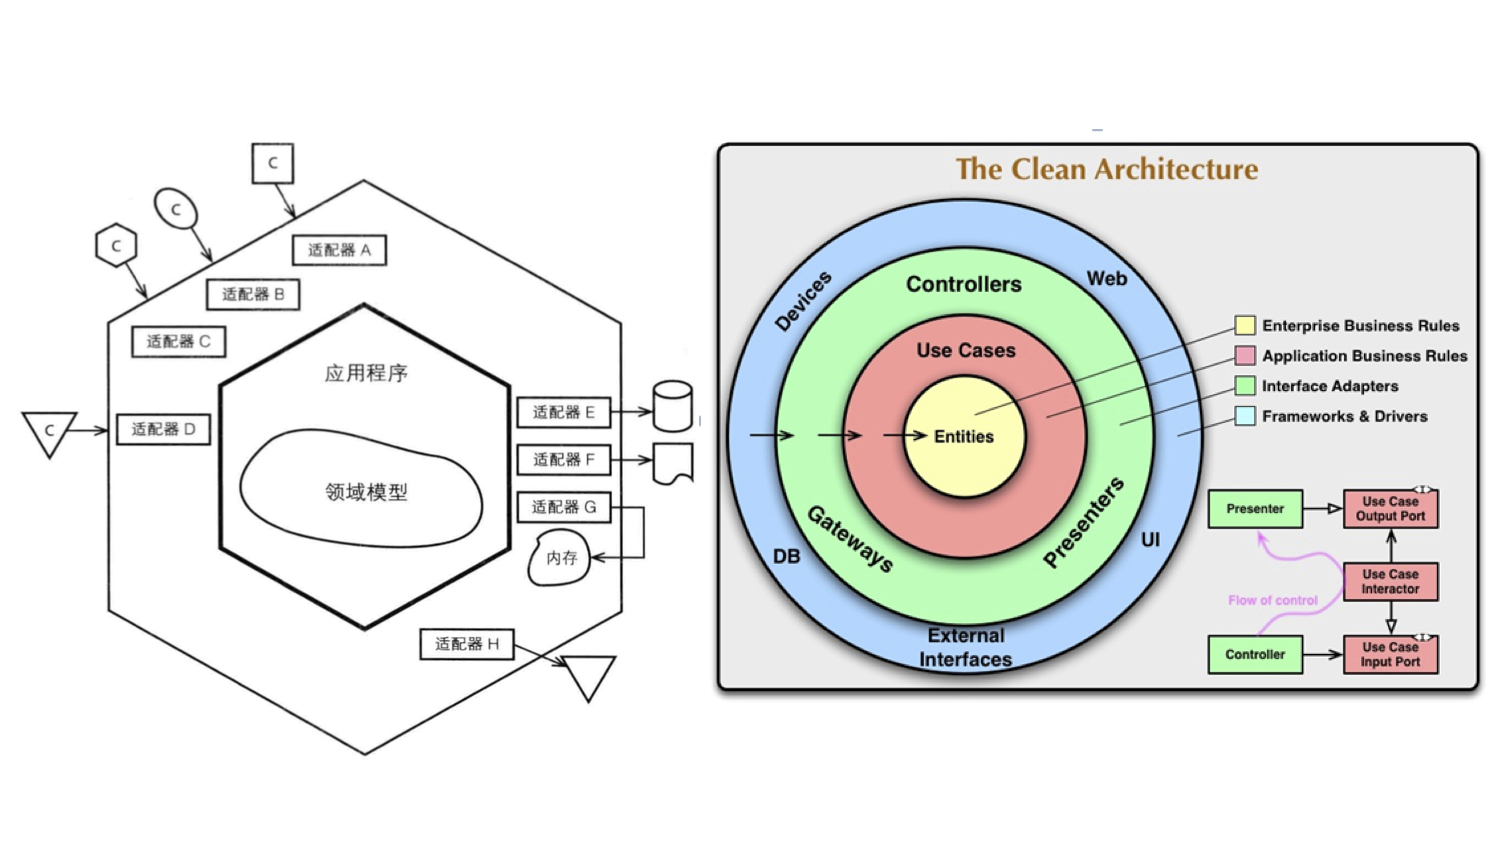 C
C
C
适配器 A
适配器 B
适配器 C
应用程序
C
适配器 D
适配器 E
适配器 F
领域模型
适配器 G
内存
适配器 H
The Clean Architecture
Devices
Controllers
Web
Use Cases
Entities
Gateways
Presenters
DB
UI
External
Interfaces
Enterprise Business Rules
Application Business Rules
Interface Adapters
Frameworks & Drivers
Presenter
Use Case
Output Port
<I>
Flow of control
Use Case
Interactor
Controller
Use Case
Input Port
<I>